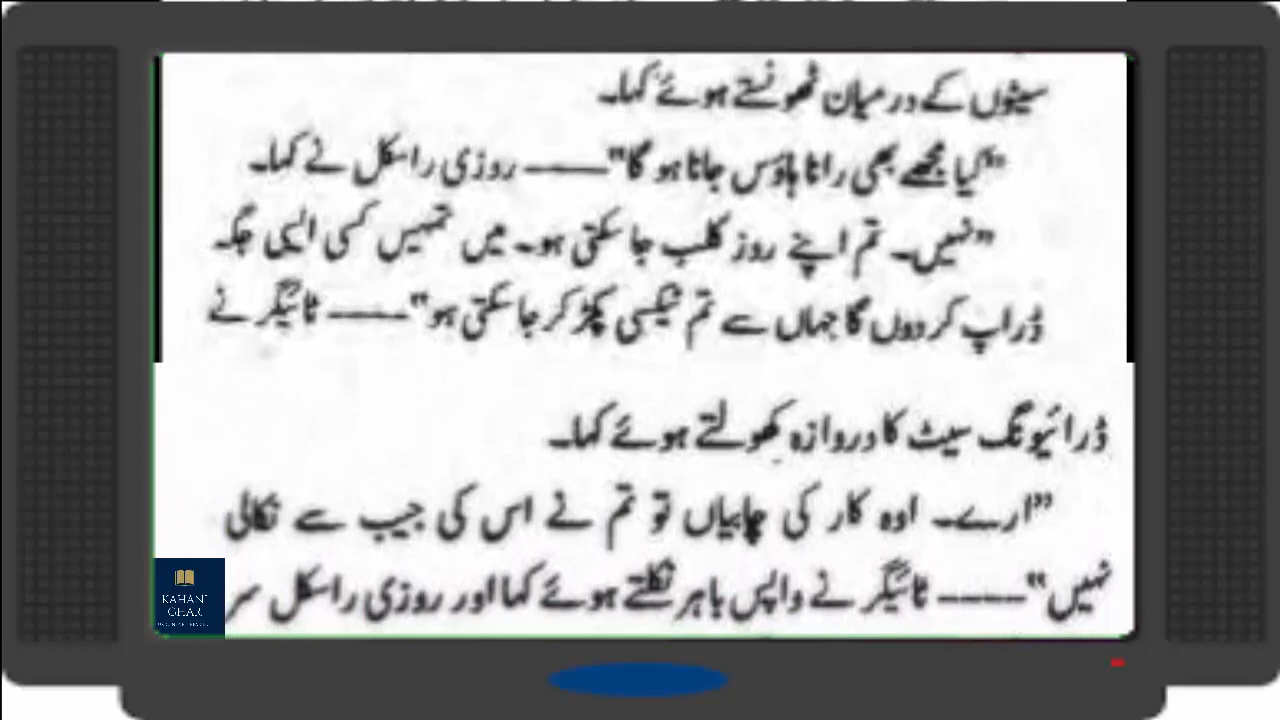 سیٹوں کے درمیان ٹھونستے ہوئے کہا۔
"کیا مجھے بھی رانا ہاؤس جانا ہو گا"——— روزی راسکل نے کہا۔
"نہیں۔ تم اپنے روز کلب جا سکتی ہو۔ میں تمہیں کسی ایسی جگہ
ڈراپ کر دوں گا جہاں سے تم ٹیکسی پکڑ کر جا سکتی ہو"——— ٹائیگر نے
ڈرائیونگ سیٹ کا دروازہ کھولتے ہوئے کہا۔
"ارے۔ اوہ کار کی چابیاں تو تم نے اس کی جیب سے نکالی
نہیں"——— ٹائیگر نے واپس باہر نکلتے ہوئے کہا اور روزی راسکل سر
KAHANI
GHAR